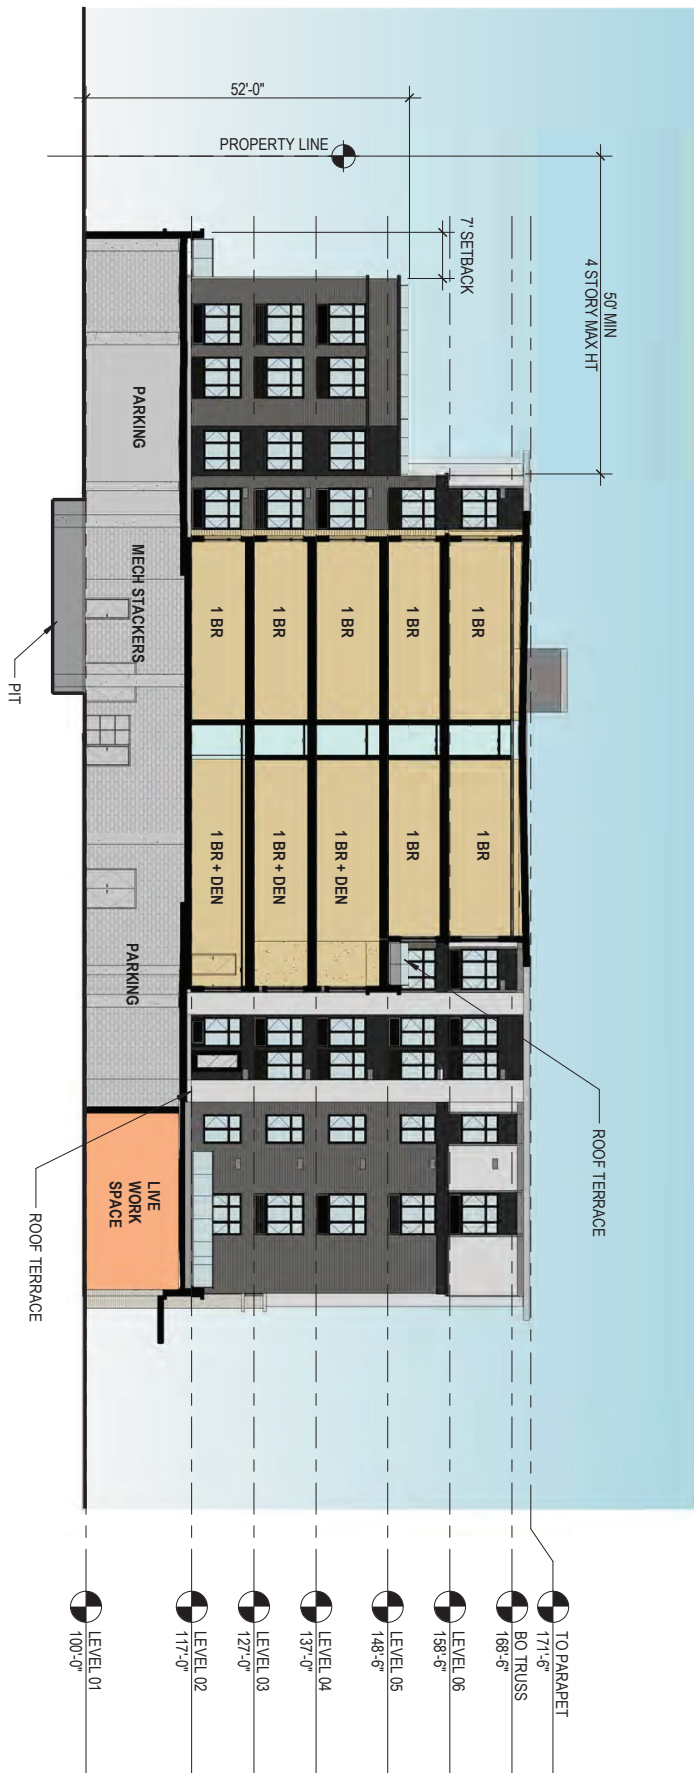 52'-0"
PROPERTY LINE
7' SETBACK
50' MIN
4 STORY MAX HT
PARKING
MECH STACKERS
PIT
PARKING
LIVE
WORK
SPACE
1 BR
1 BR
1 BR
1 BR
1 BR
1 BR + DEN
1 BR + DEN
1 BR + DEN
1 BR
1 BR
ROOF TERRACE
ROOF TERRACE
TO PARAPET
171'-6"
BO TRUSS
168'-6"
LEVEL 06
158'-6"
LEVEL 05
148'-6"
LEVEL 04
137'-0"
LEVEL 03
127'-0"
LEVEL 02
117'-0"
LEVEL 01
100'-0"